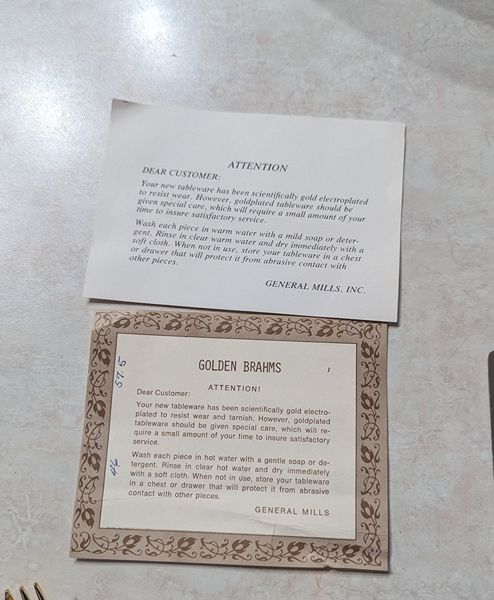 ATTENTION
DEAR CUSTOMER:
Your new tableware has been scientifically gold electroplated
to resist wear. However, goldplated tableware should be
given special care, which will require a small amount of your
time to insure satisfactory service.
Wash each piece in warm water with a mild soap or deter-
gent. Rinse in clear warm water and dry immediately with a
soft cloth. When not in use, store your tableware in a chest
or drawer that will protect it from abrasive contact with
other pieces.
GENERAL MILLS, INC.
GOLDEN BRAHMS
ATTENTION!
Dear Customer:
Your new tableware has been scientifically gold electro-
plated to resist wear and tarnish. However, goldplated
tableware should be given special care, which will re-
quire a small amount of your time to insure satisfactory
service.
Wash each piece in hot water with a gentle soap or de-
tergent. Rinse in clear hot water and dry immediately
with a soft cloth. When not in use, store your tableware
in a chest or drawer that will protect it from abrasive
contact with other pieces.
GENERAL MILLS
575
46